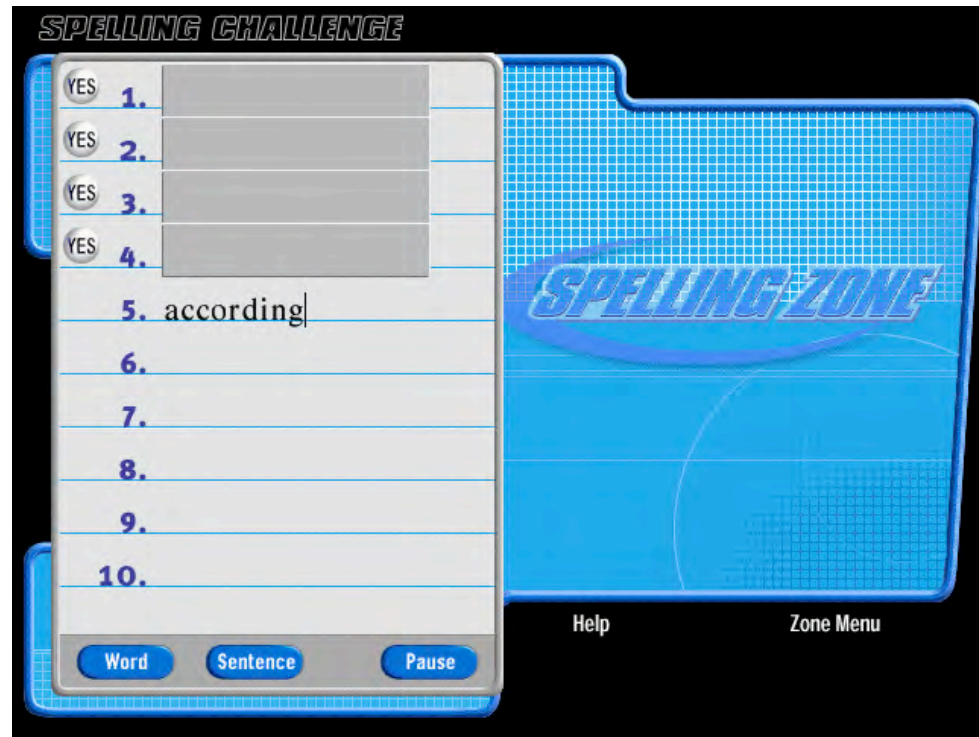 SPELLING CHALLENGE
YES 1.
YES 2.
YES 3.
YES 4.
5. according
6.
7.
8.
9.
10.
Word Sentence Pause
SPELLING ZONE
Help Zone Menu